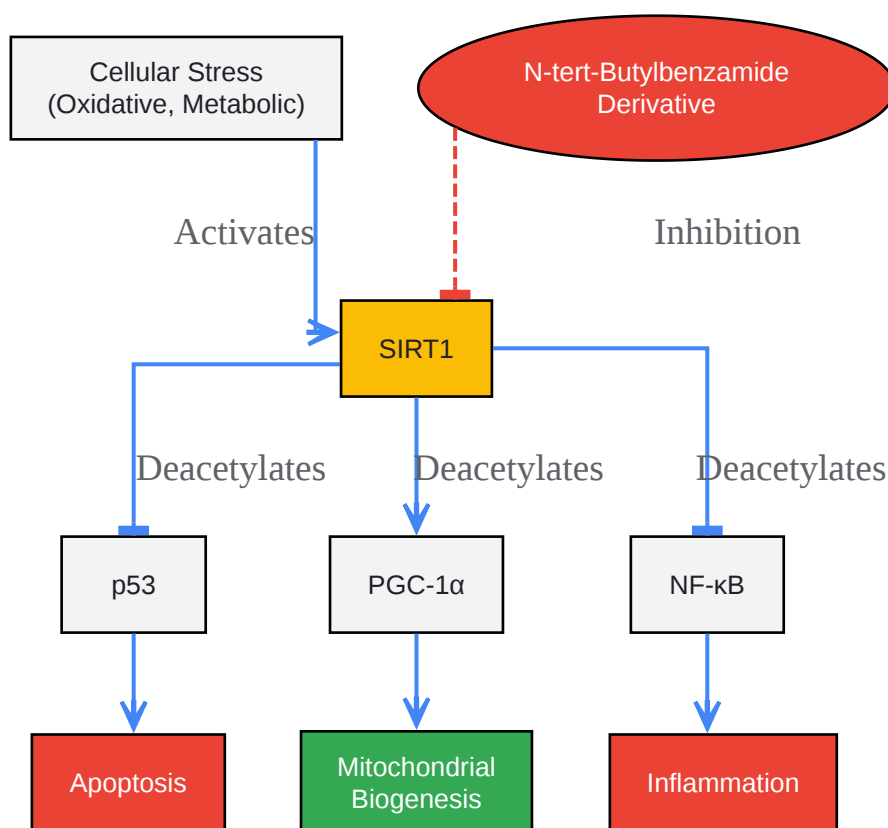 Cellular Stress
(Oxidative, Metabolic)
N-tert-Butylbenzamide
Derivative
Activates
Inhibition
SIRT1
Deacetylates
Deacetylates
Deacetylates
p53
PGC-1α
NF-κB
Apoptosis
Mitochondrial
Biogenesis
Inflammation